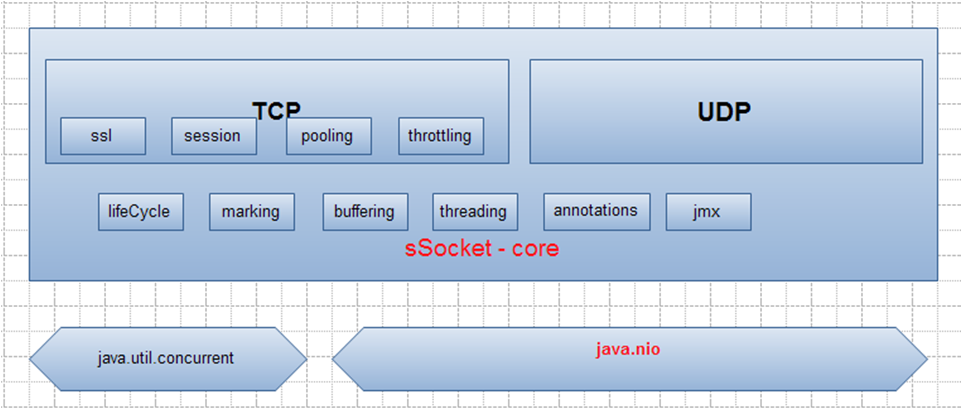 TCP
UDP
ssl
session
pooling
throttling
lifeCycle
marking
buffering
threading
annotations
jmx
sSocket - core
java.util.concurrent
java.nio